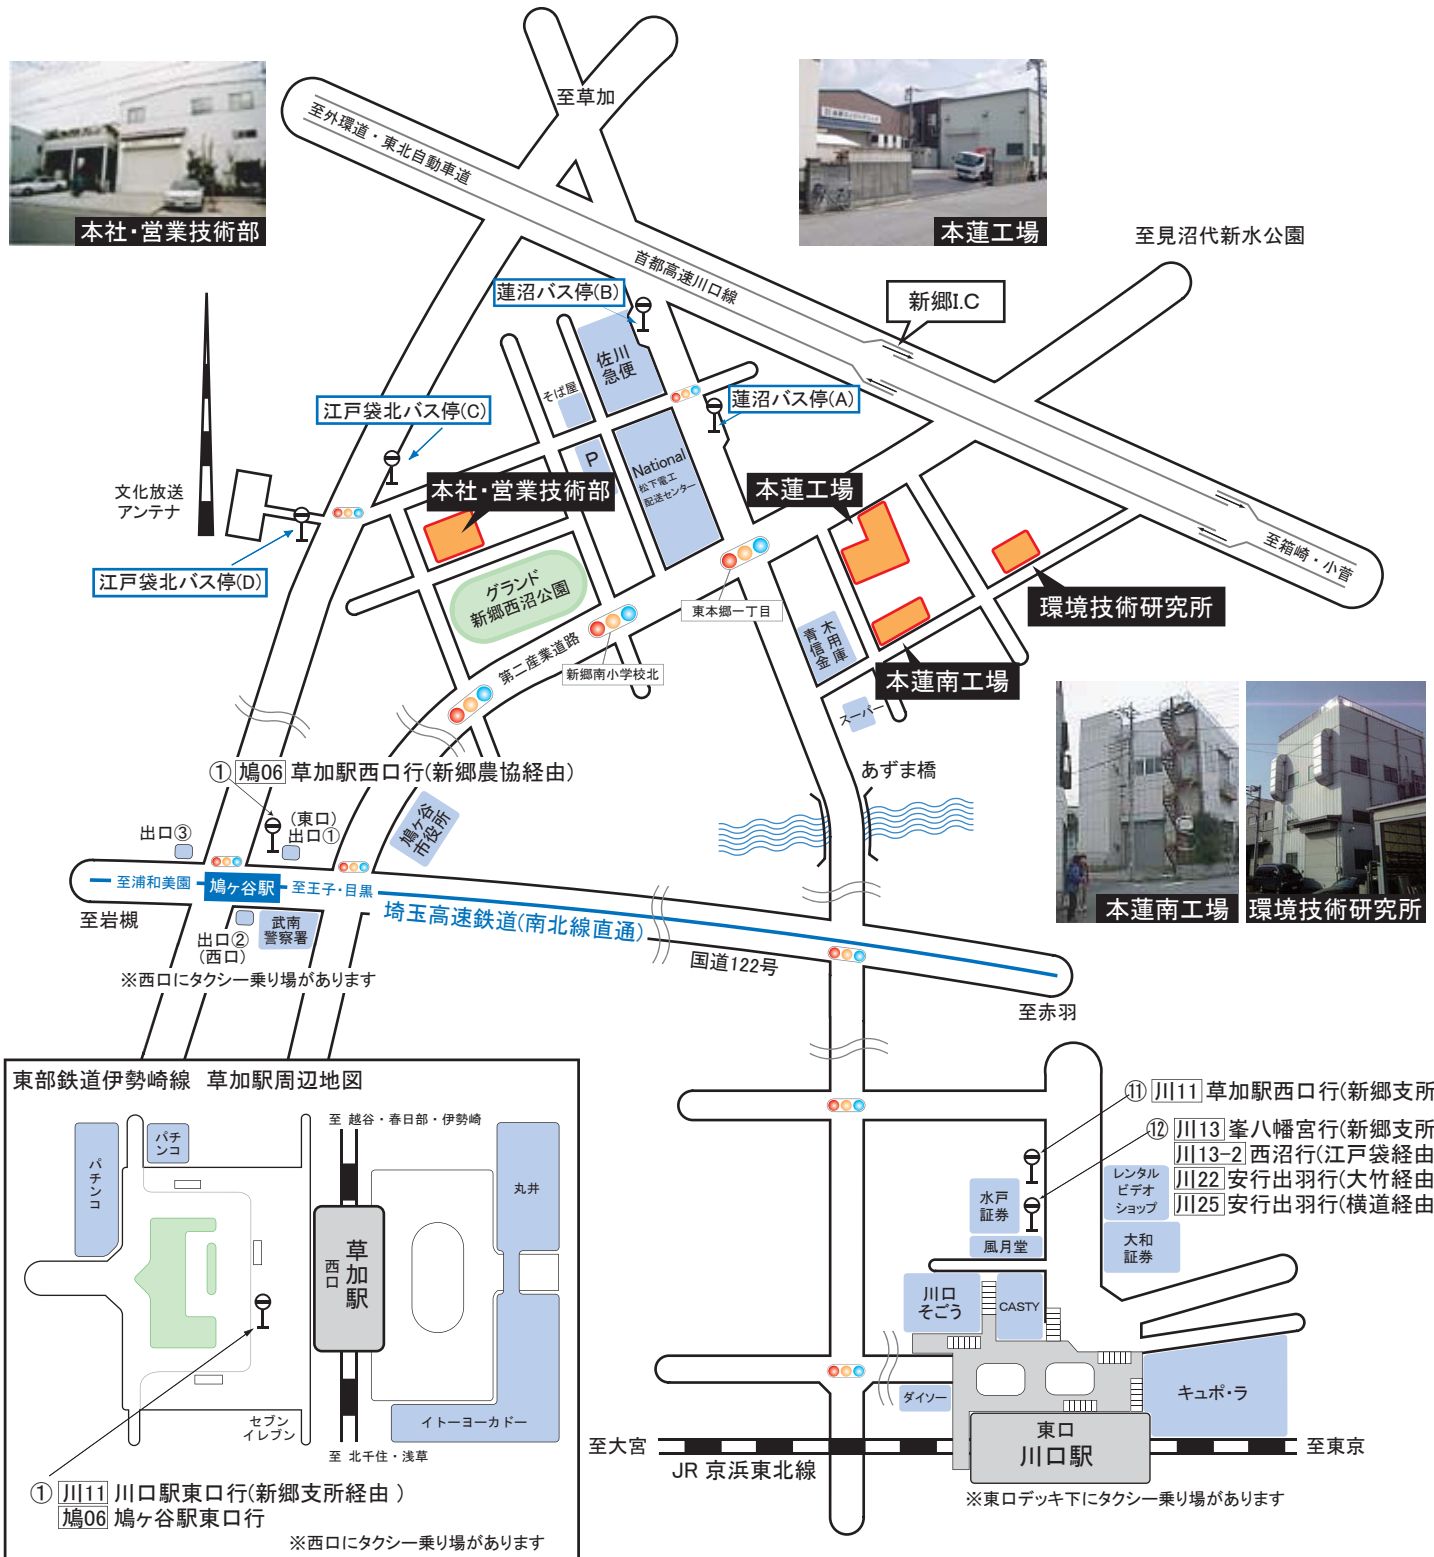 至草加
至外環道・東北自動車道
本社・営業技術部
本蓮工場
至見沼代新水公園
首都高速川口線
蓮沼バス停(B)
新郷I.C
佐川
急便
そば屋
江戸袋北バス停(C)
蓮沼バス停(A)
P
National
松下電工
配送センター
本社・営業技術部
本蓮工場
文化放送
アンテナ
江戸袋北バス停(D)
至箱崎・小菅
グランド
新郷西沼公園
東本郷一丁目
環境技術研究所
青木
信用
金庫
第二産業道路
新郷南小学校北
本蓮南工場
スーパー
あずま橋
① 鳩06 草加駅西口行(新郷農協経由)
(東口)
出口①
出口③
鳩ヶ谷
市役所
至浦和美園
鳩ヶ谷駅
至王子・目黒
埼玉高速鉄道(南北線直通)
至岩槻
出口②
(西口)
武南
警察署
※西口にタクシー乗り場があります
国道122号
至赤羽
本蓮南工場
環境技術研究所
東部鉄道伊勢崎線 草加駅周辺地図
至 越谷・春日部・伊勢崎
パチンコ
パチ
ンコ
丸井
草加駅
西口
セブン
イレブン
イトーヨーカドー
至 北千住・浅草
① 川11 川口駅東口行(新郷支所経由 )
鳩06 鳩ヶ谷駅東口行
※西口にタクシー乗り場があります
⑪ 川11 草加駅西口行(新郷支所
⑫ 川13 峯八幡宮行(新郷支所
川13-2 西沼行(江戸袋経由
川22 安行出羽行(大竹経由
川25 安行出羽行(横道経由
レンタル
ビデオ
ショップ
水戸
証券
風月堂
大和
証券
川口
そごう
CASTY
ダイソー
キュポ・ラ
東口
川口駅
至大宮
至東京
JR 京浜東北線
※東口デッキ下にタクシー乗り場があります